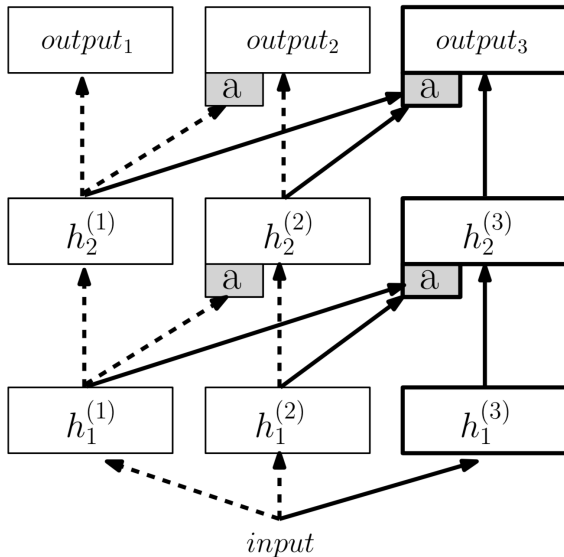 output₁ output₂ output₃
a a
h₂⁽¹⁾ h₂⁽²⁾ h₂⁽³⁾
a a
h₁⁽¹⁾ h₁⁽²⁾ h₁⁽³⁾
input